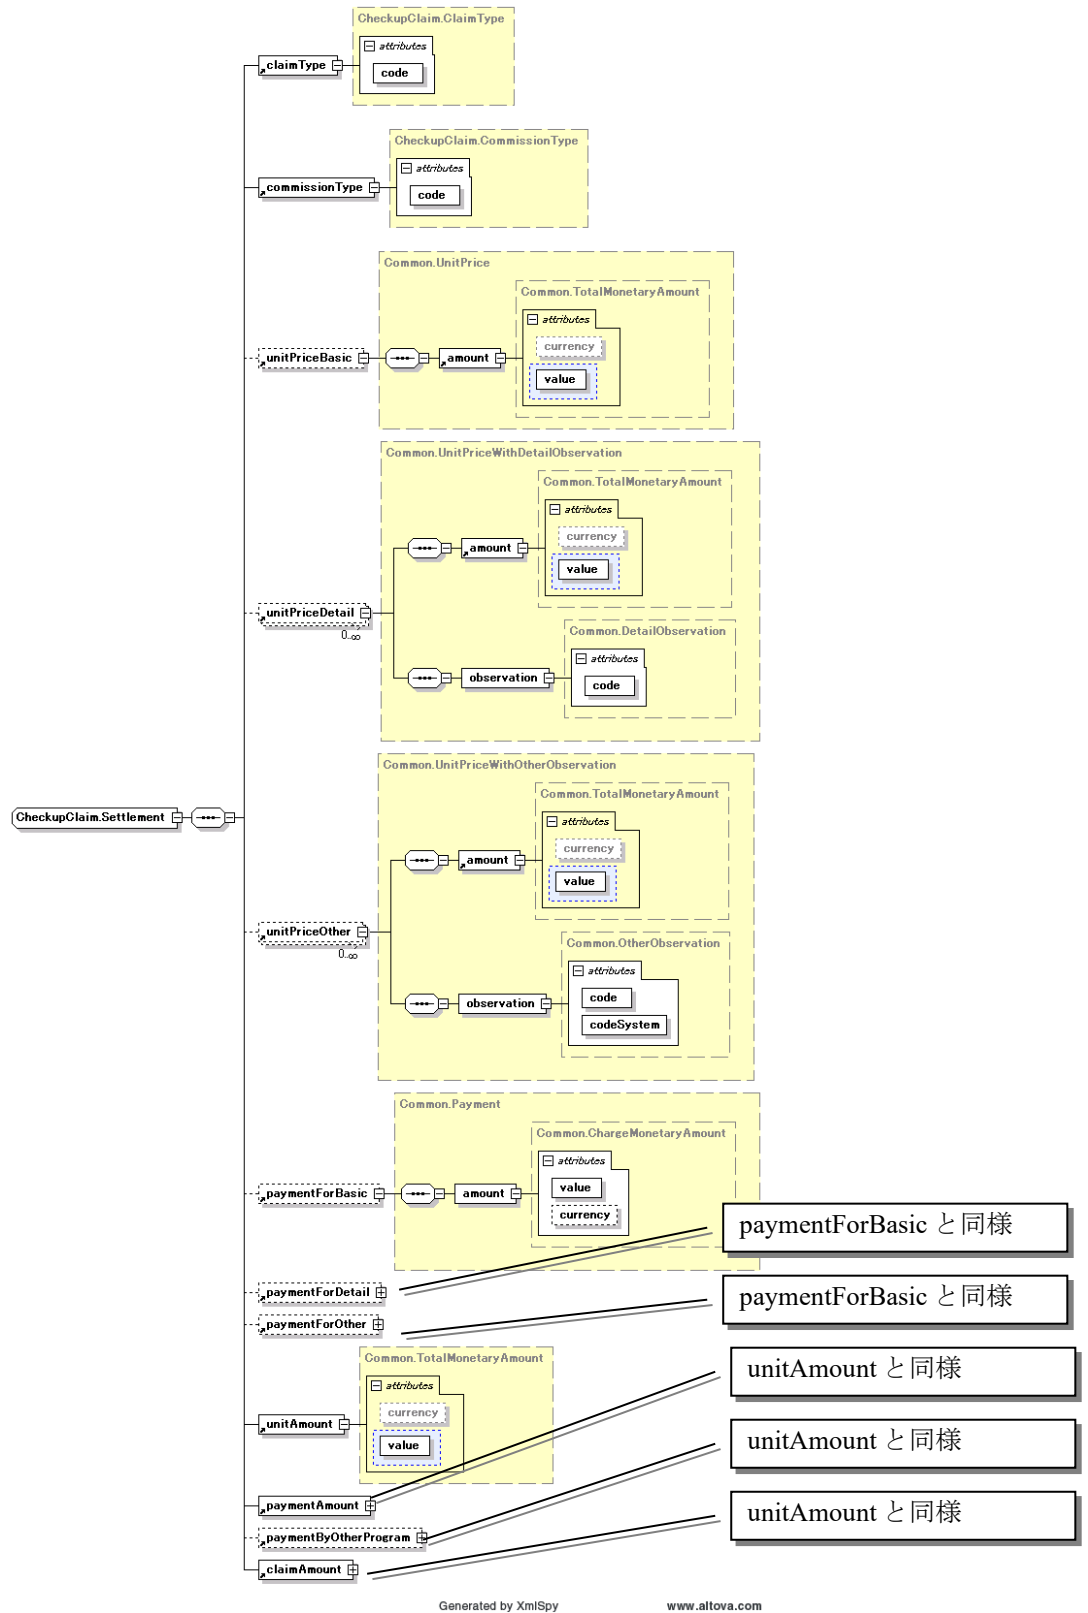 CheckupClaim.ClaimType
attributes
claimType
code
CheckupClaim.CommissionType
attributes
commissionType
code
Common.UnitPrice
Common.TotalMonetaryAmount
attributes
currency
unitPriceBasic
amount
value
Common.UnitPriceWithDetailObservation
Common.TotalMonetaryAmount
attributes
currency
amount
value
unitPriceDetail
0..∞
Common.DetailObservation
attributes
observation
code
Common.UnitPriceWithOtherObservation
Common.TotalMonetaryAmount
CheckupClaim.Settlement
attributes
currency
amount
value
unitPriceOther
0..∞
Common.OtherObservation
attributes
code
observation
codeSystem
Common.Payment
Common.ChargeMonetaryAmount
attributes
value
paymentForBasic
amount
currency
paymentForBasic と同様
paymentForDetail
paymentForBasic と同様
paymentForOther
Common.TotalMonetaryAmount
attributes
currency
unitAmount
value
unitAmount と同様
paymentAmount
unitAmount と同様
paymentByOtherProgram
unitAmount と同様
claimAmount
Generated by XmlSpy
www.altova.com